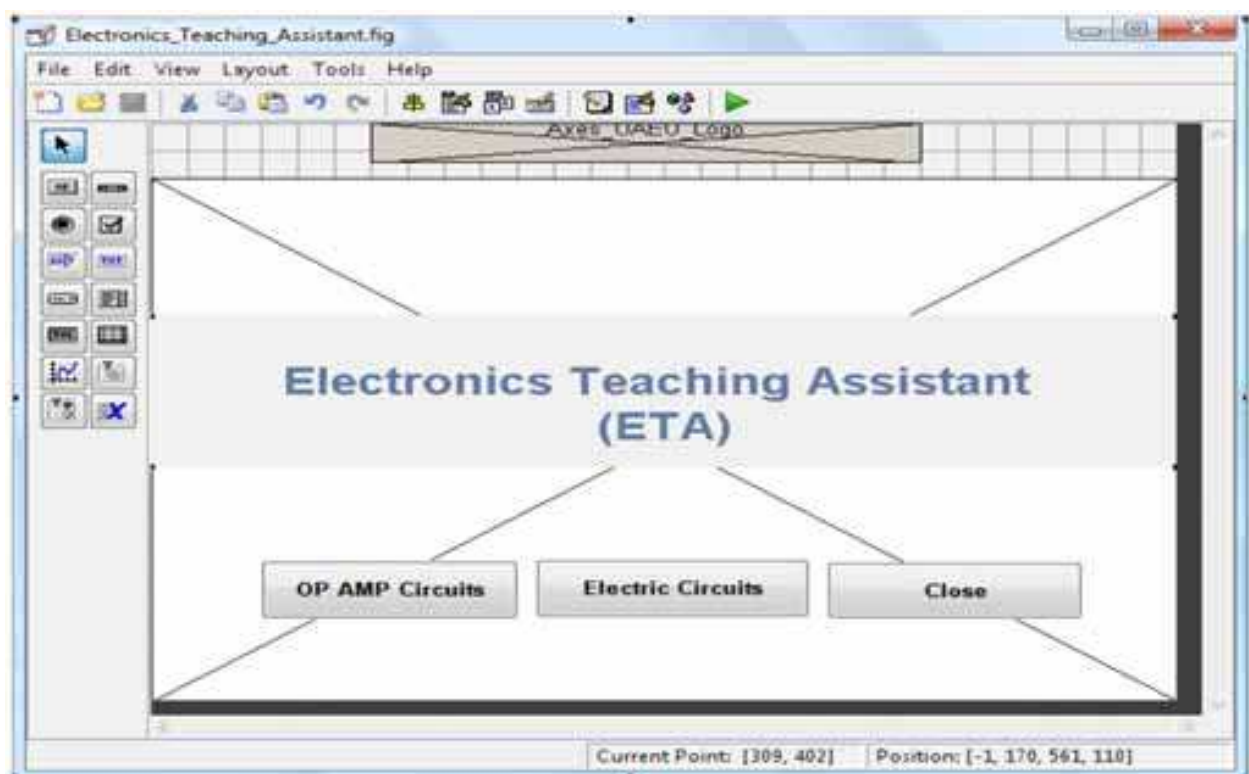 Electronics_Teaching_Assistant.fig
File Edit View Layout Tools Help
Axes_UAEU_Logo
Electronics Teaching Assistant
(ETA)
OP AMP Circuits Electric Circuits Close
Current Point: [309, 402] Position: [-1, 170, 561, 110]